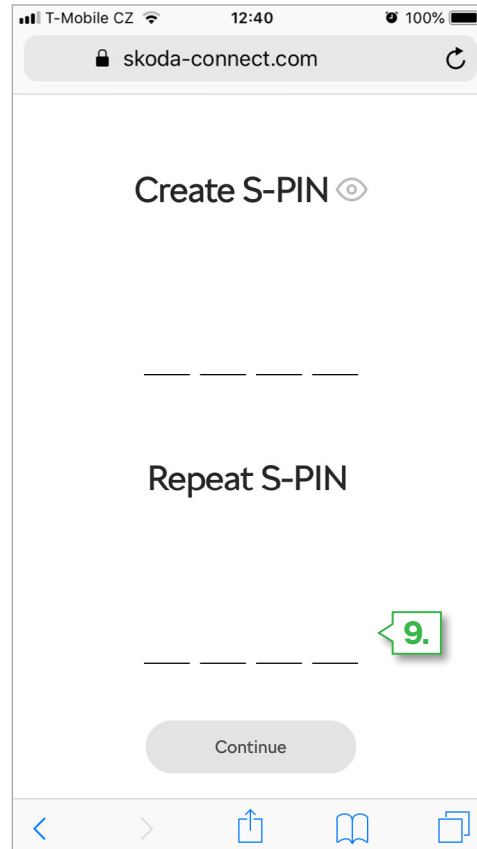 T-Mobile CZ 12:40 100%
skoda-connect.com
Create S-PIN
Repeat S-PIN
9.
Continue